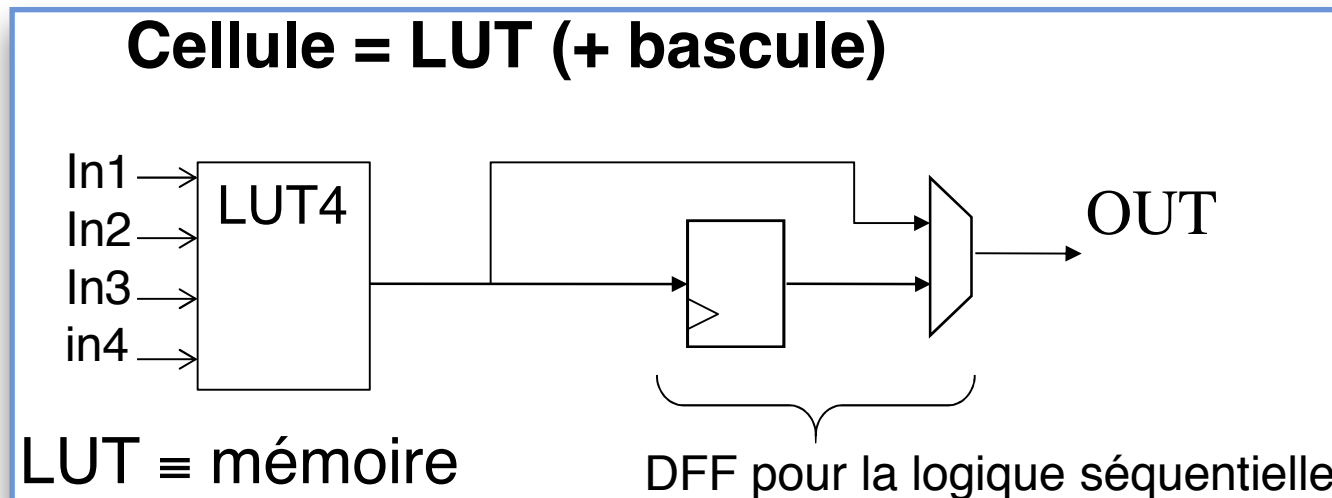 Cellule = LUT (+ bascule)
In1
In2
In3
in4
LUT4
OUT
LUT ≡ mémoire
DFF pour la logique séquentielle